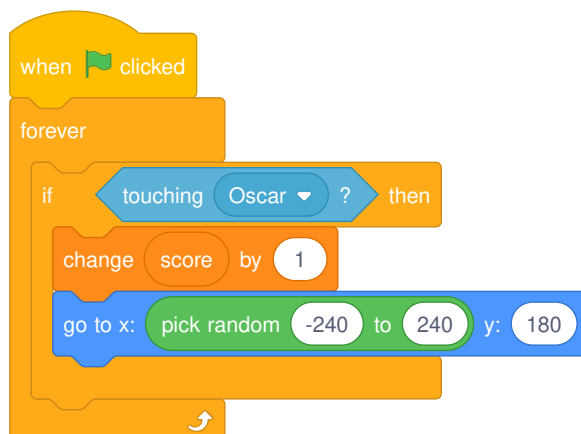 when clicked
forever
if touching Oscar ? then
change score by 1
go to x: pick random -240 to 240 y: 180